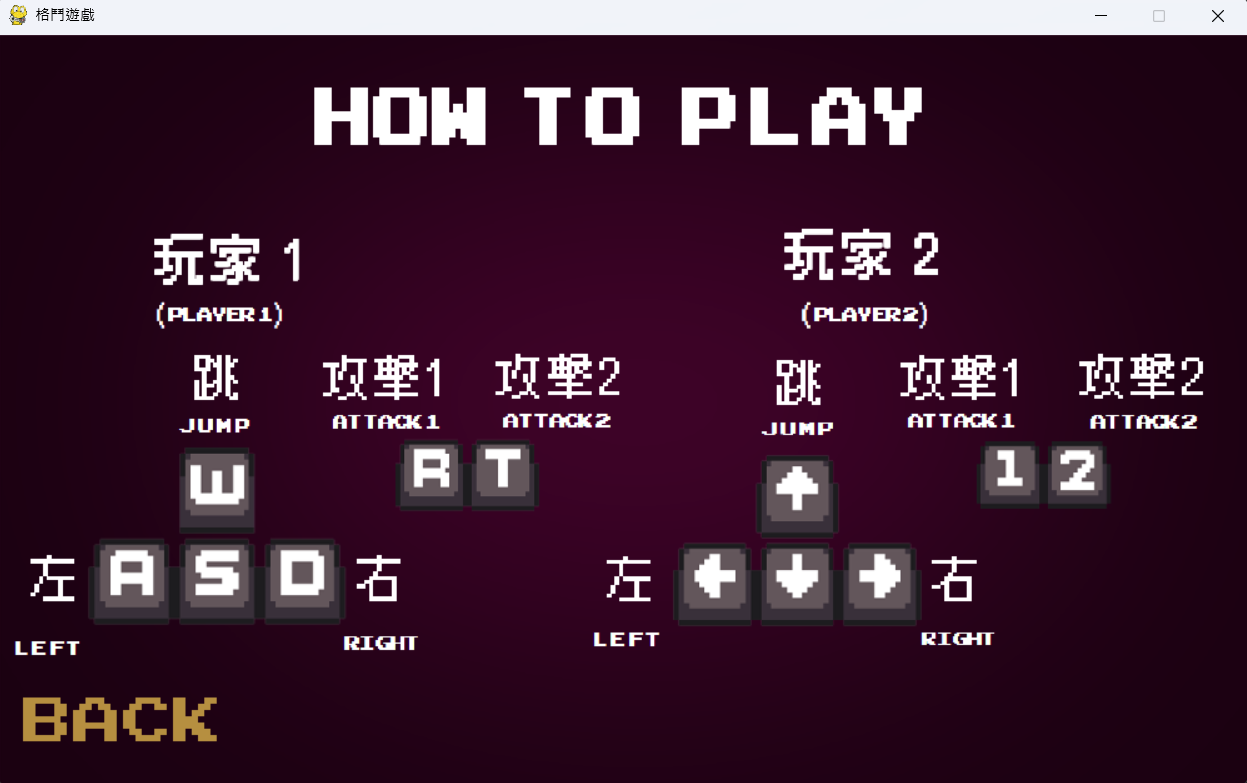 格鬥遊戲
HOW TO PLAY
玩家 1
(PLAYER1)
玩家 2
(PLAYER2)
跳 攻擊1 攻擊2
JUMP ATTACK1 ATTACK2
W R T
左 A S D 右
LEFT RIGHT
跳 攻擊1 攻擊2
JUMP ATTACK1 ATTACK2
↑ 1 2
左 ← ↓ → 右
LEFT RIGHT
BACK